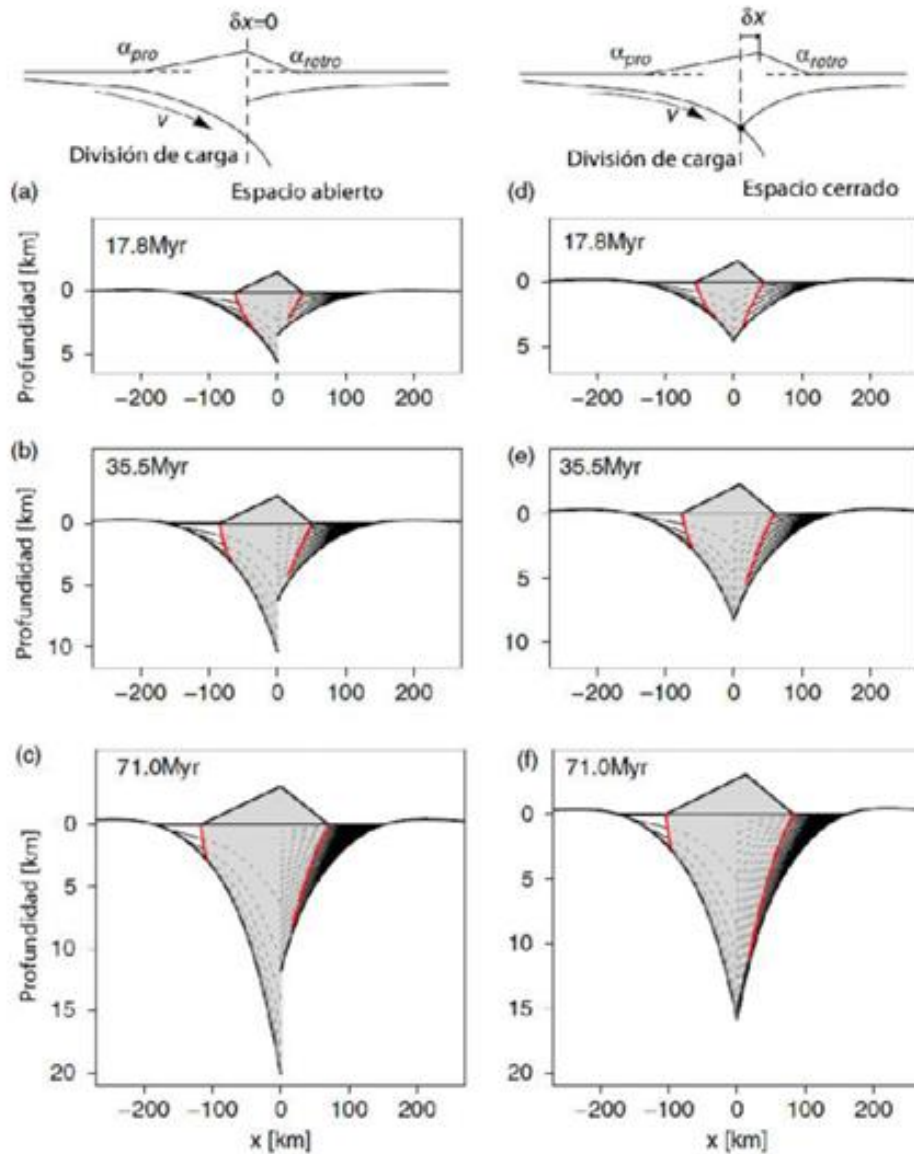 δx=0
α_pro
α_retro
v
División de carga
Espacio abierto
δx
α_pro
α_retro
v
División de carga
Espacio cerrado
(a)
17.8Myr
Profundidad [km]
0
5
−200 −100 0 100 200
(d)
17.8Myr
0
5
−200 −100 0 100 200
(b)
35.5Myr
Profundidad [km]
0
5
10
−200 −100 0 100 200
(e)
35.5Myr
0
5
10
−200 −100 0 100 200
(c)
71.0Myr
Profundidad [km]
0
5
10
15
20
−200 −100 0 100 200
x [km]
(f)
71.0Myr
0
5
10
15
20
−200 −100 0 100 200
x [km]